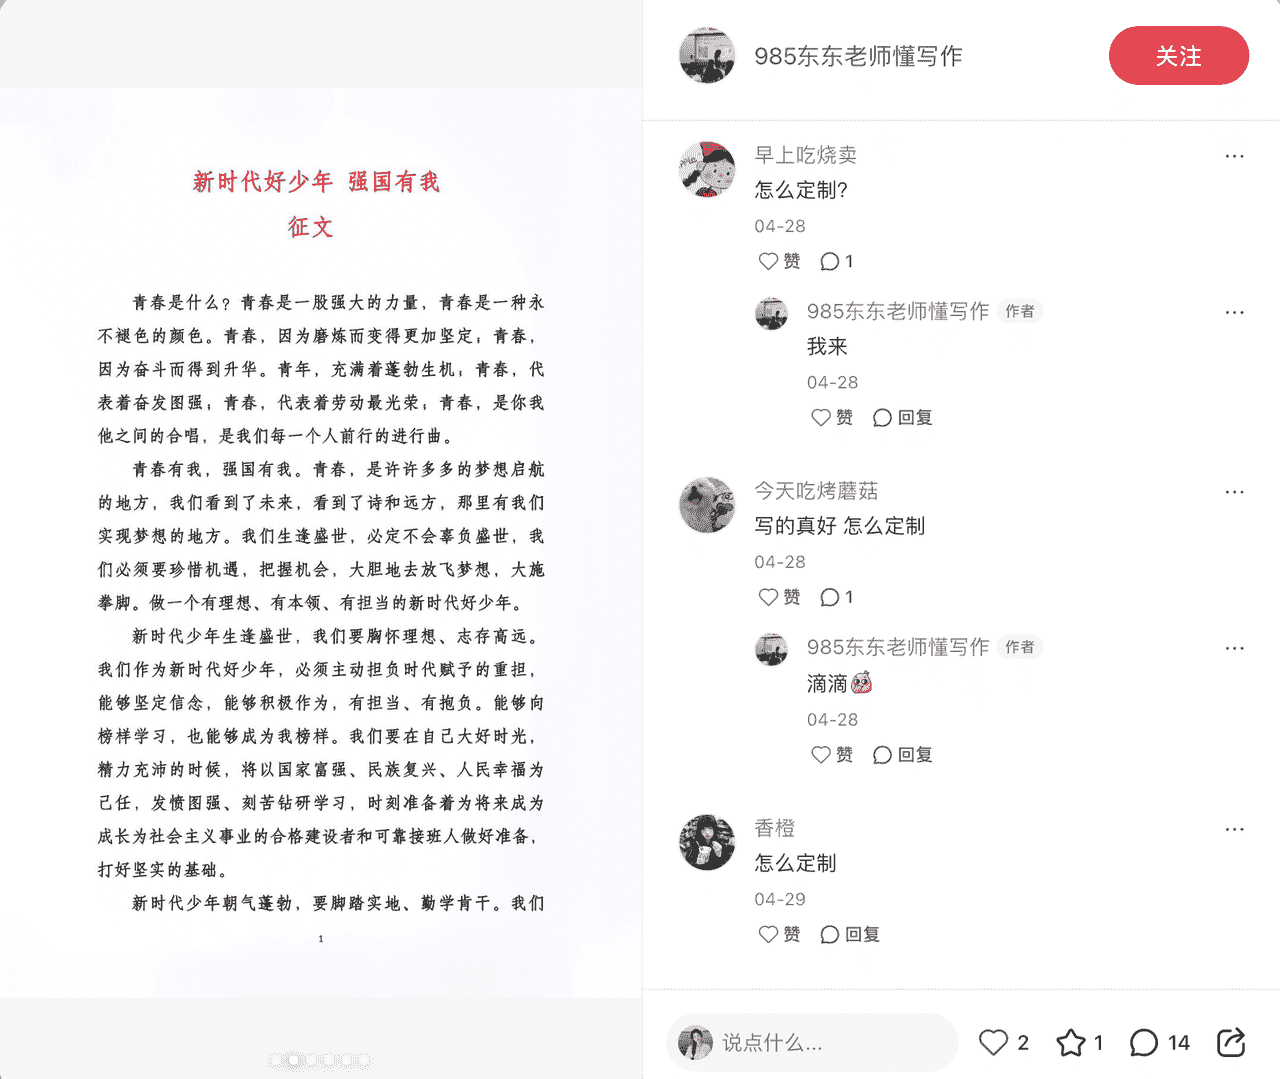 新时代好少年 强国有我
征文
青春是什么？青春是一股强大的力量，青春是一种永
不褪色的颜色。青春，因为磨炼而变得更加坚定；青春，
因为奋斗而得到升华。青年，充满着蓬勃生机；青春，代
表着奋发图强；青春，代表着劳动最光荣；青春，是你我
他之间的合唱，是我们每一个人前行的进行曲。
青春有我，强国有我。青春，是许许多多的梦想启航
的地方，我们看到了未来，看到了诗和远方，那里有我们
实现梦想的地方。我们生逢盛世，必定不会辜负盛世，我
们必须要珍惜机遇，把握机会，大胆地去放飞梦想，大施
拳脚。做一个有理想、有本领、有担当的新时代好少年。
新时代少年生逢盛世，我们要胸怀理想、志存高远。
我们作为新时代好少年，必须主动担负时代赋予的重担，
能够坚定信念，能够积极作为，有担当、有抱负。能够向
榜样学习，也能够成为我榜样。我们要在自己大好时光，
精力充沛的时候，将以国家富强、民族复兴、人民幸福为
己任，发愤图强、刻苦钻研学习，时刻准备着为将来成为
成长为社会主义事业的合格建设者和可靠接班人做好准备，
打好坚实的基础。
新时代少年朝气蓬勃，要脚踏实地、勤学肯干。我们
1
985东东老师懂写作
关注
早上吃烧卖
怎么定制?
04-28
赞 1
985东东老师懂写作 作者
我来
04-28
赞 回复
今天吃烤蘑菇
写的真好 怎么定制
04-28
赞 1
985东东老师懂写作 作者
滴滴
04-28
赞 回复
香橙
怎么定制
04-29
赞 回复
说点什么...
2 1 14